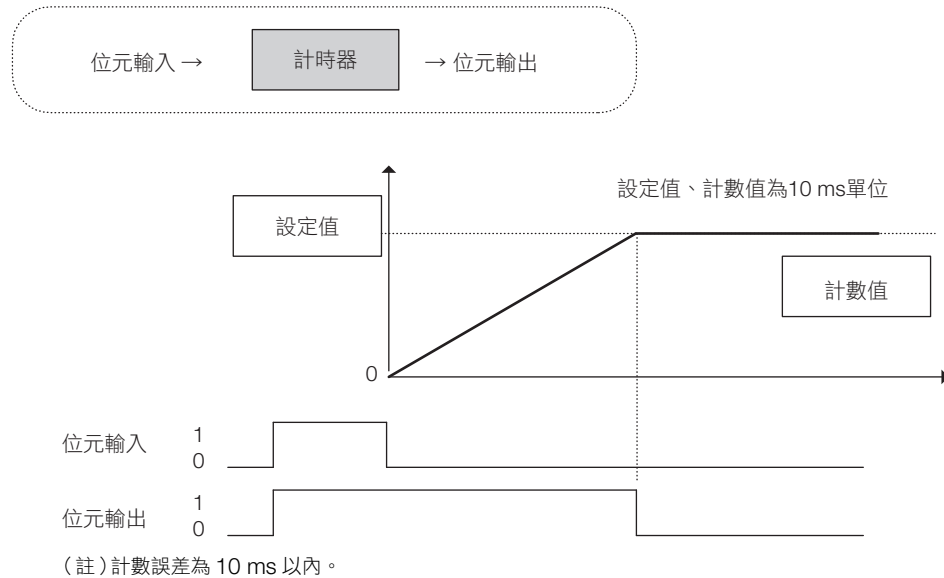 位元輸入 → 計時器 → 位元輸出
設定值、計數值為10 ms單位
設定值
計數值
0
位元輸入 1
0
位元輸出 1
0
（註）計數誤差為 10 ms 以內。